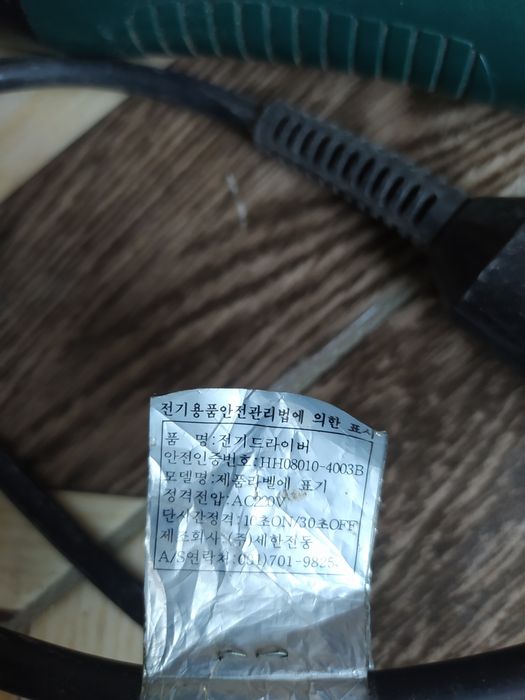 전기용품안전관리법에 의한 표시
품 명:전기드라이버
안전인증번호:HH08010-4003B
모델명:제품라벨에 표기
정격전압:AC220V
단시간정격:10초ON/30초OFF
제조회사:(주)세한전동
A/S연락처:(031)701-